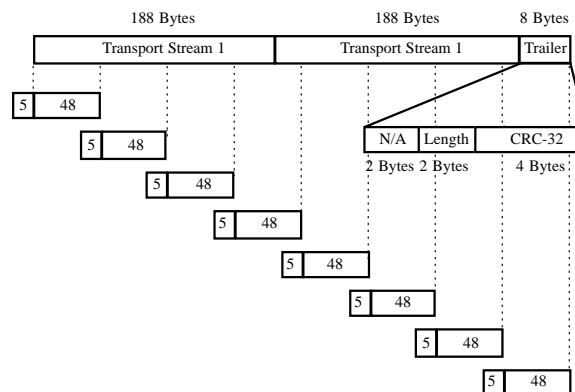 188 Bytes 188 Bytes 8 Bytes
Transport Stream 1 Transport Stream 1 Trailer
5 48
N/A Length CRC-32
5 48
2 Bytes 2 Bytes 4 Bytes
5 48
5 48
5 48
5 48
5 48
5 48